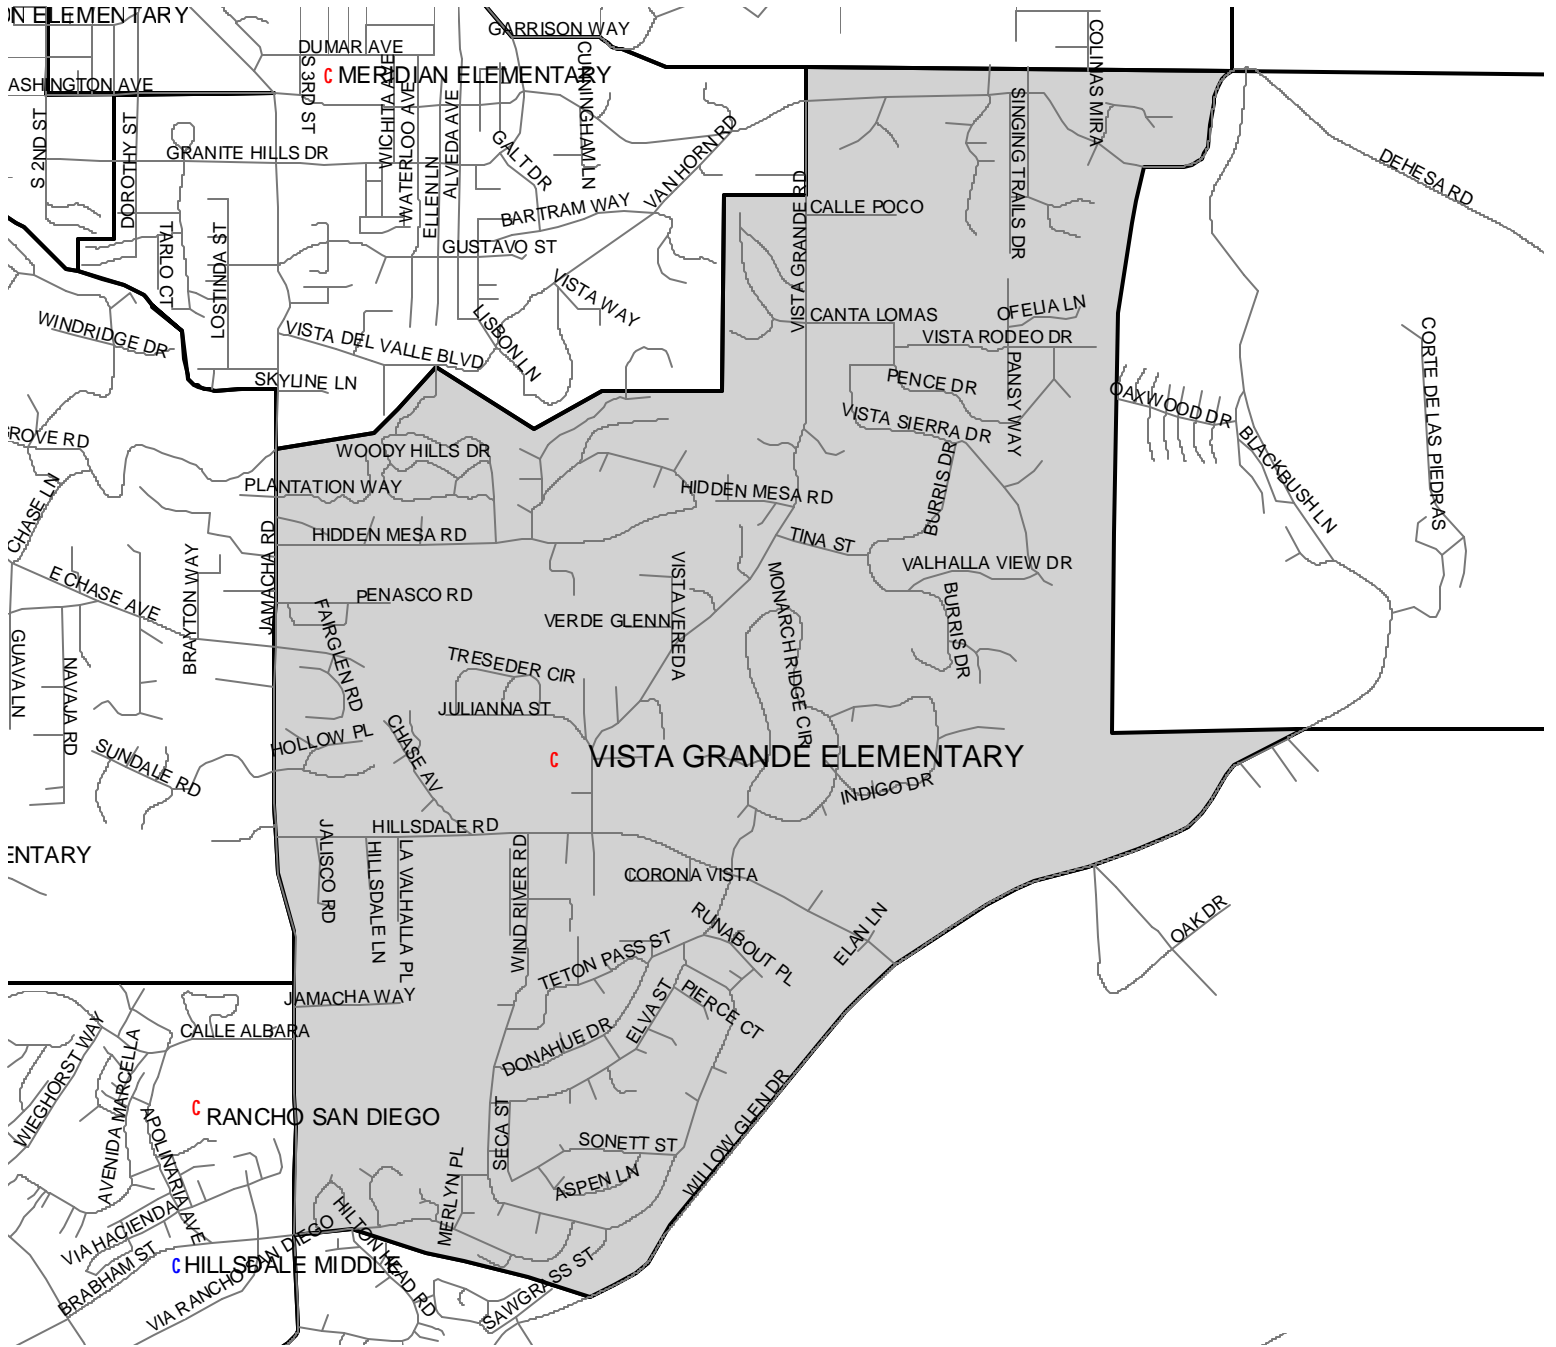 N ELEMENTARY
GARRISON WAY
COLINAS MIRA
DUMAR AVE
S 3RD ST
CUNNINGHAM LN
MERIDIAN ELEMENTARY
ASHINGTON AVE
WICHITA AVE
WATERLOO AVE
ALVEDA AVE
SINGING TRAILS DR
S 2ND ST
DOROTHY ST
GRANITE HILLS DR
GALT DR
VAN HORN RD
DEHESA RD
ELLEN LN
BARTRAM WAY
VISTA GRANDE RD
CALLE POCO
TARLO CT
LOSTINDA ST
GUSTAVO ST
VISTA WAY
OFELIA LN
WINDRIDGE DR
VISTA DEL VALLE BLVD
LISBON LN
CANTA LOMAS
VISTA RODEO DR
CORTE DE LAS PIEDRAS
SKYLINE LN
PENCE DR
PANSY WAY
OAXWOOD DR
VISTA SIERRA DR
GROVE RD
WOODY HILLS DR
BURRIS DR
BLACKBUSH LN
CHASE LN
PLANTATION WAY
HIDDEN MESA RD
JAMACHA RD
HIDDEN MESA RD
TINA ST
BRAYTON WAY
VISTA VEREDA
MONARCH RIDGE CIR
VALHALLA VIEW DR
E CHASE AVE
PENASCO RD
BURRIS DR
FAIRGLEN RD
VERDE GLENN
GUAVA LN
NAVAJA RD
TRESEDER CIR
JULIANNA ST
SUNDALE RD
HOLLOW PL
CHASE AV
VISTA GRANDE ELEMENTARY
INDIGO DR
HILLSDALE RD
JALISCO RD
HILLSDALE LN
LA VALHALLA PL
WIND RIVER RD
ENTARY
CORONA VISTA
RUNABOUT PL
ELAN LN
OAK DR
TETON PASS ST
JAMACHA WAY
ELVA ST
PIERCE CT
CALLE ALBARA
WIEGHORST WAY
AVENIDA MARCELLA
DONAHUE DR
WILLOW GLEN DR
RANCHO SAN DIEGO
APOLINARIA AVE
SECA ST
SONETT ST
MERLYN PL
ASPEN LN
VIA HACIENDA
HILTON HEAD RD
BRABHAM ST
HILLSDALE MIDDLE
VIA RANCHO SAN DIEGO
SAWGRASS ST